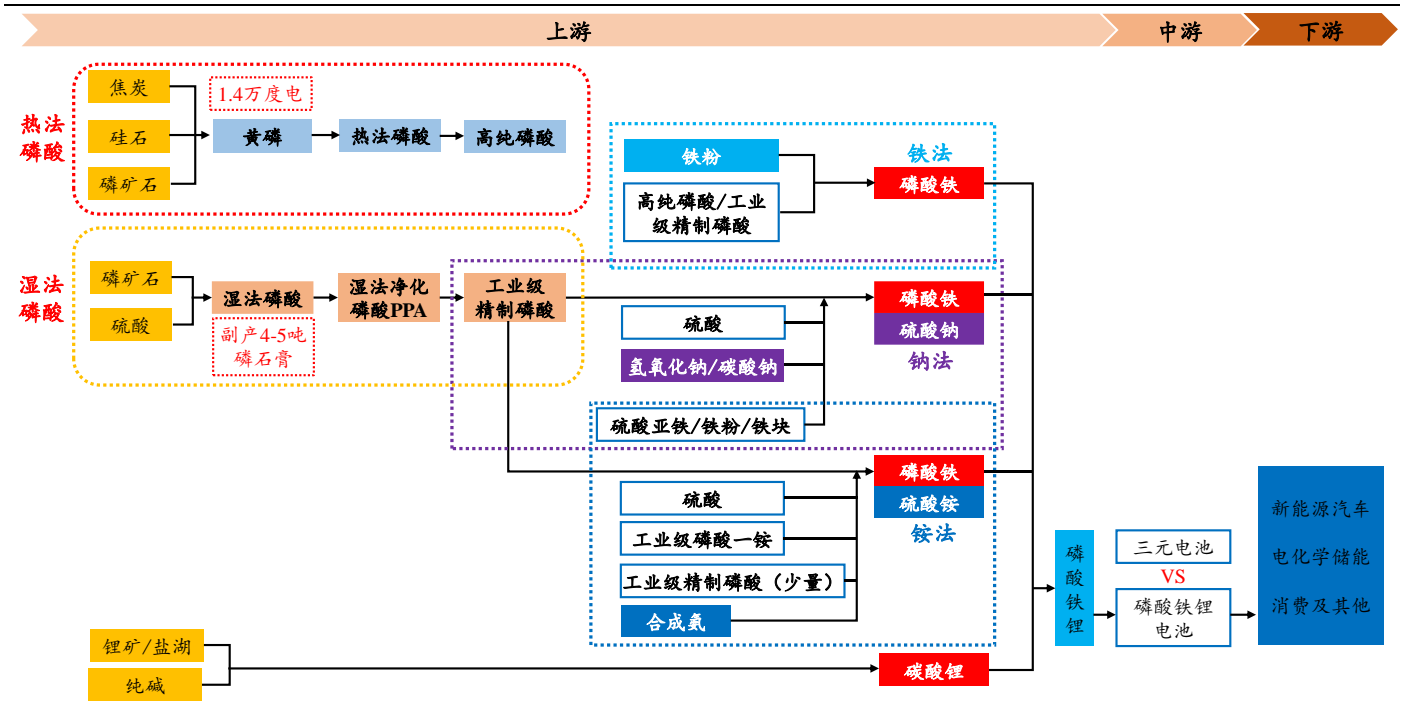 上游
中游
下游
热法
磷酸
焦炭
硅石
磷矿石
1.4万度电
黄磷
热法磷酸
高纯磷酸
铁粉
高纯磷酸/工业
级精制磷酸
铁法
磷酸铁
湿法
磷酸
磷矿石
硫酸
湿法磷酸
副产4-5吨
磷石膏
湿法净化
磷酸PPA
工业级
精制磷酸
硫酸
氢氧化钠/碳酸钠
硫酸亚铁/铁粉/铁块
磷酸铁
硫酸钠
钠法
硫酸
工业级磷酸一铵
工业级精制磷酸（少量）
合成氨
磷酸铁
硫酸铵
铵法
锂矿/盐湖
纯碱
碳酸锂
磷
酸
铁
锂
三元电池
VS
磷酸铁锂
电池
新能源汽车
电化学储能
消费及其他